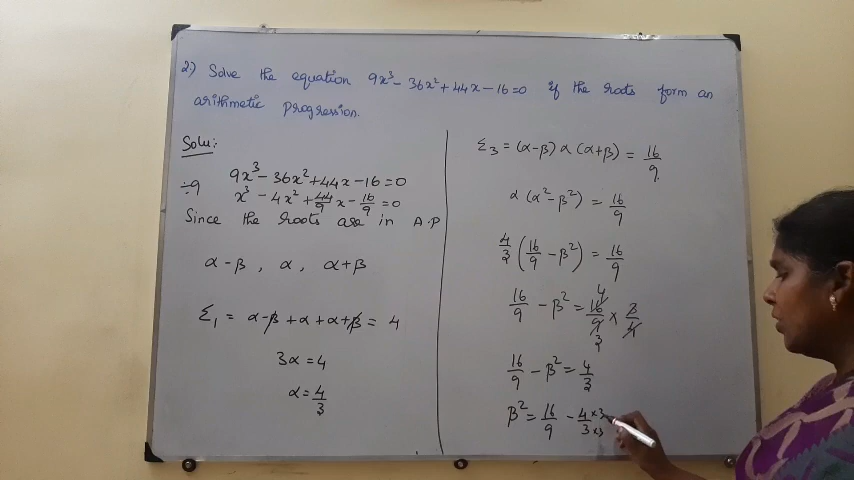 2.) Solve the equation 9x³ - 36x² + 44x - 16 = 0 if the roots form an
arithmetic progression.
Solu:
9x³ - 36x² + 44x - 16 = 0
÷9 x³ - 4x² + 44/9 x - 16/9 = 0
Since the roots are in A.P
α - β , α , α + β
Σ₁ = α - β + α + α + β = 4
3α = 4
α = 4/3
Σ3 = (α - β) α (α + β) = 16/9.
α (α² - β²) = 16/9
4/3 (16/9 - β²) = 16/9
4
16/9 - β² = 16/9 × 3/4
3
16/9 - β² = 4/3
β² = 16/9 - 4/3 ×3 ×3